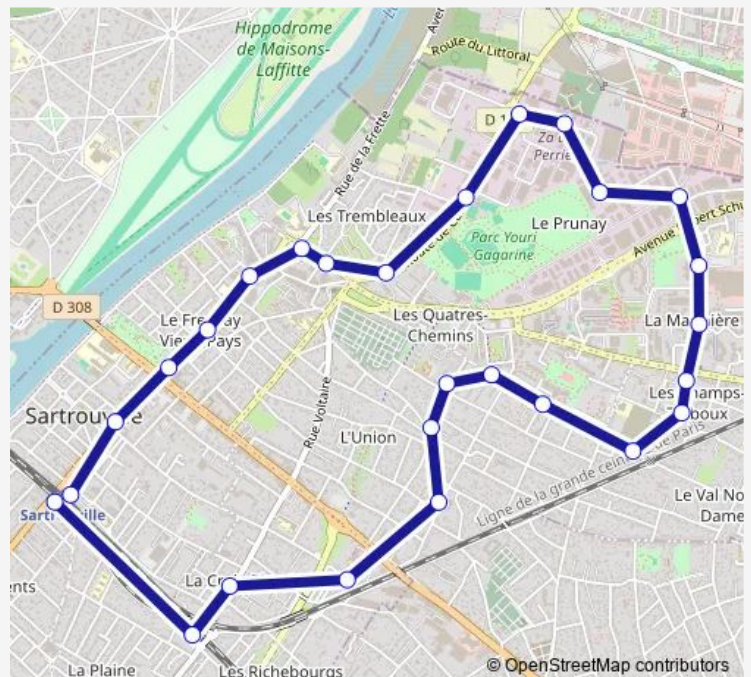 Hippodrome
de Maisons-
Laffitte
Route du Littoral
Rue de la Frette
Les Trembleaux
Le Prunay
Parc Youri
Gagarine
D 308
Les Quatres-
Chemins
Sartrou
Rue Voltaire
L'Union
Ligne de la grande cein
de Paris
Le Val No
Dame
La Plaine
Les Richebourgs
© OpenStreetMap contributors